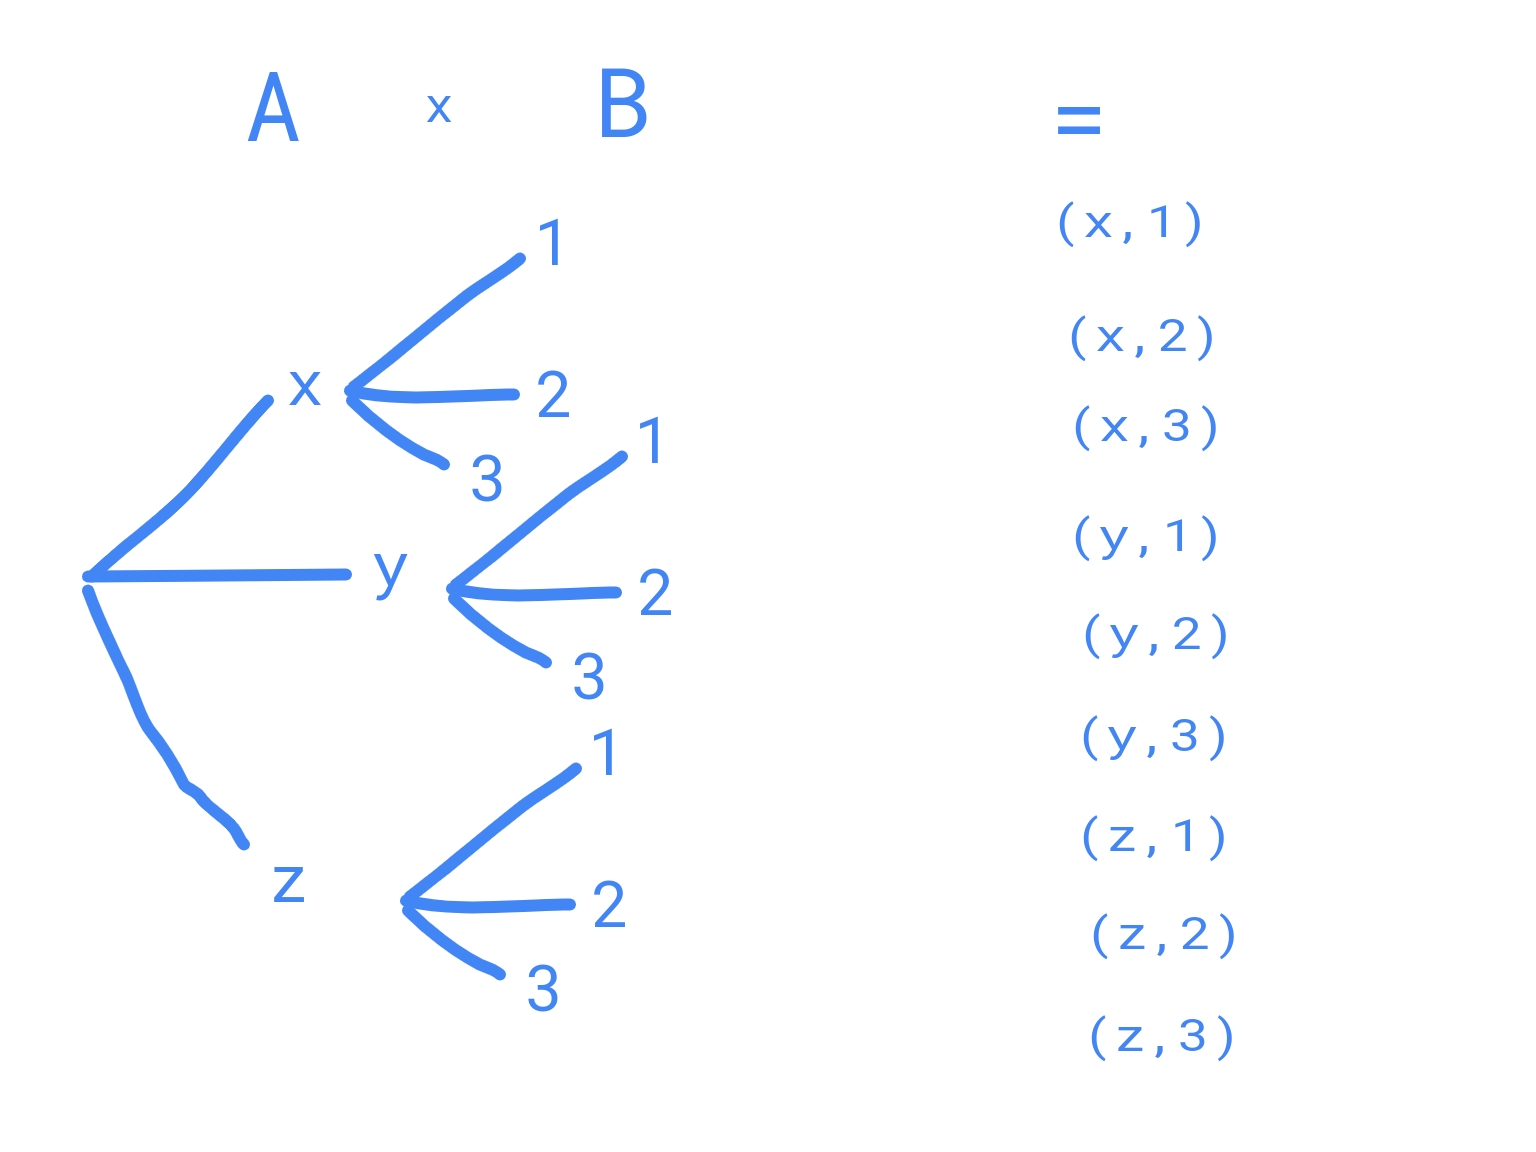 A x B =
1
(x,1)
x 2
(x,2)
3
(x,3)
1
y
(y,1)
2
(y,2)
3
(y,3)
1
(z,1)
z 2
(z,2)
3
(z,3)